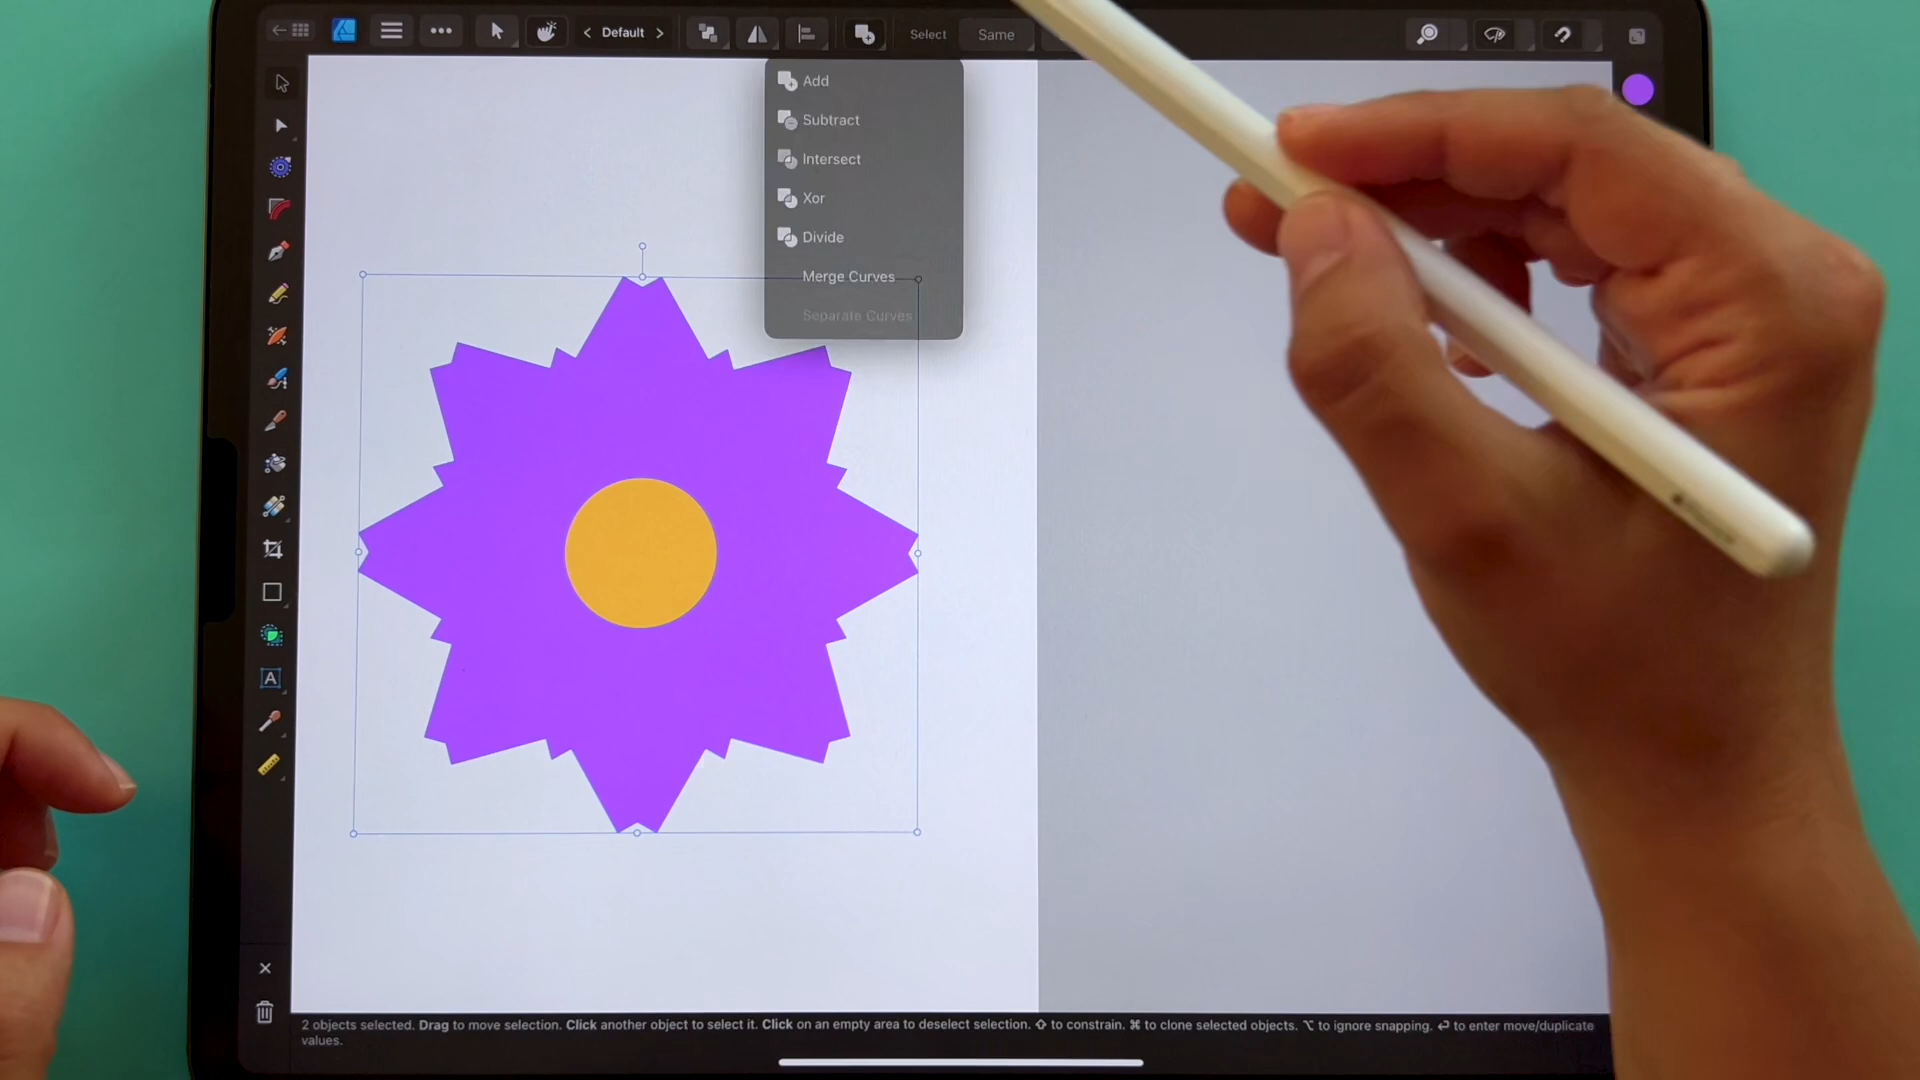 Default
Select
Same
Add
Subtract
Intersect
Xor
Divide
Merge Curves
Separate Curves
A
2 objects selected. Drag to move selection. Click another object to select it. Click on an empty area to deselect selection. ⇧ to constrain. ⌘ to clone selected objects. ⌥ to ignore snapping. ↵ to enter move/duplicate
values.